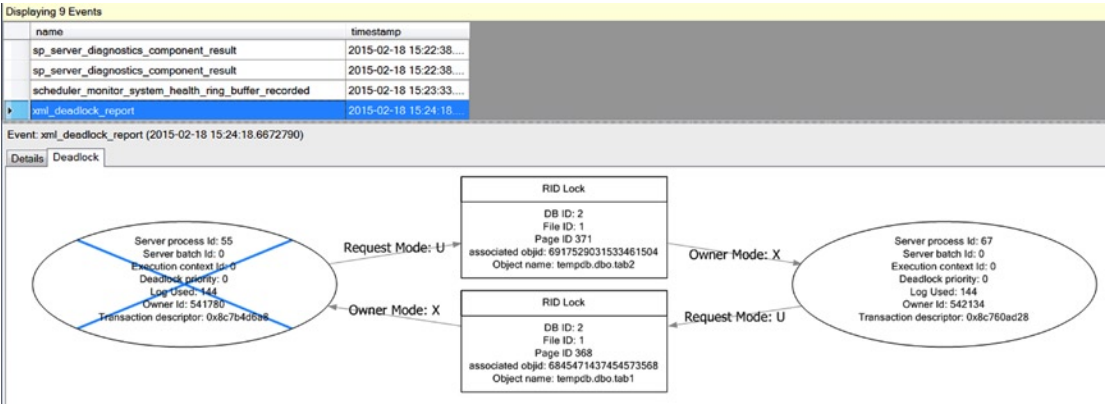 Displaying 9 Events
name timestamp
sp_server_diagnostics_component_result 2015-02-18 15:22:38....
sp_server_diagnostics_component_result 2015-02-18 15:22:38....
scheduler_monitor_system_health_ring_buffer_recorded 2015-02-18 15:23:33....
xml_deadlock_report 2015-02-18 15:24:18....
Event: xml_deadlock_report (2015-02-18 15:24:18.6672790)
Details Deadlock
Server process Id: 55
Server batch Id: 0
Execution context Id: 0
Deadlock priority: 0
Log Used: 144
Owner Id: 541780
Transaction descriptor: 0x8c7b4d6a8
Request Mode: U
Owner Mode: X
RID Lock
DB ID: 2
File ID: 1
Page ID 371
associated objid: 6917529031533461504
Object name: tempdb.dbo.tab2
RID Lock
DB ID: 2
File ID: 1
Page ID 368
associated objid: 6845471437454573568
Object name: tempdb.dbo.tab1
Owner Mode: X
Request Mode: U
Server process Id: 67
Server batch Id: 0
Execution context Id: 0
Deadlock priority: 0
Log Used: 144
Owner Id: 542134
Transaction descriptor: 0x8c760ad28